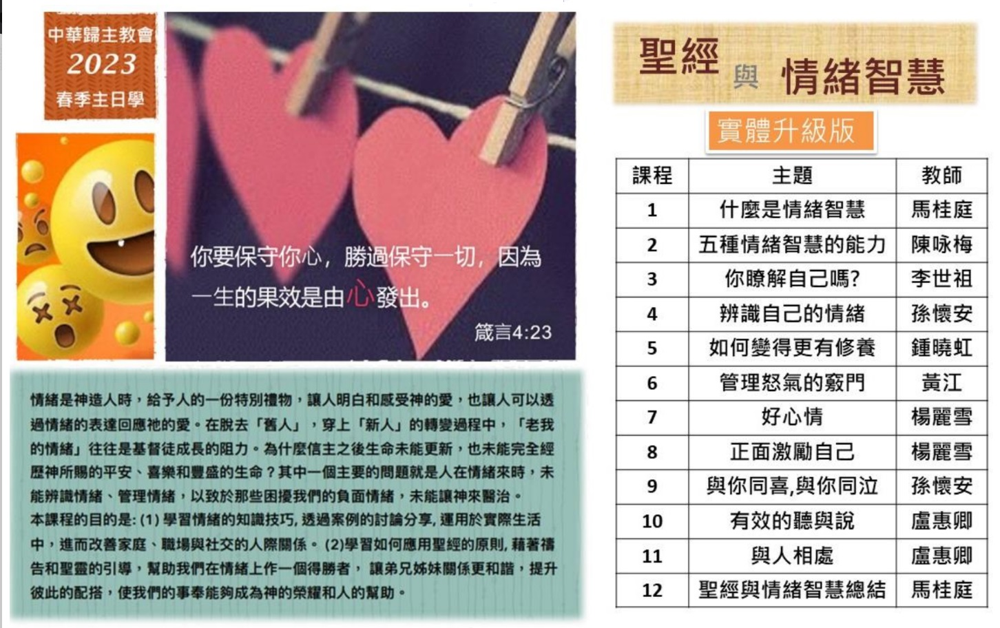 中華歸主教會
2023
春季主日學
你要保守你心，勝過保守一切，因為
一生的果效是由心發出。
箴言4:23
情緒是神造人時，給予人的一份特別禮物，讓人明白和感受神的愛，也讓人可以透
過情緒的表達回應祂的愛。在脫去「舊人」，穿上「新人」的轉變過程中，「老我
的情緒」往往是基督徒成長的阻力。為什麼信主之後生命未能更新，也未能完全經
歷神所賜的平安、喜樂和豐盛的生命？其中一個主要的問題就是人在情緒來時，未
能辨識情緒、管理情緒，以致於那些困擾我們的負面情緒，未能讓神來醫治。
本課程的目的是: (1) 學習情緒的知識技巧, 透過案例的討論分享, 運用於實際生活
中，進而改善家庭、職場與社交的人際關係。 (2)學習如何應用聖經的原則, 藉著禱
告和聖靈的引導，幫助我們在情緒上作一個得勝者， 讓弟兄姊妹關係更和諧，提升
彼此的配搭，使我們的事奉能夠成為神的榮耀和人的幫助。
聖經 與 情緒智慧
實體升級版
課程 主題 教師
1 什麼是情緒智慧 馬桂庭
2 五種情緒智慧的能力 陳咏梅
3 你瞭解自己嗎? 李世祖
4 辨識自己的情緒 孫懷安
5 如何變得更有修養 鍾曉虹
6 管理怒氣的竅門 黃江
7 好心情 楊麗雪
8 正面激勵自己 楊麗雪
9 與你同喜,與你同泣 孫懷安
10 有效的聽與說 盧惠卿
11 與人相處 盧惠卿
12 聖經與情緒智慧總結 馬桂庭